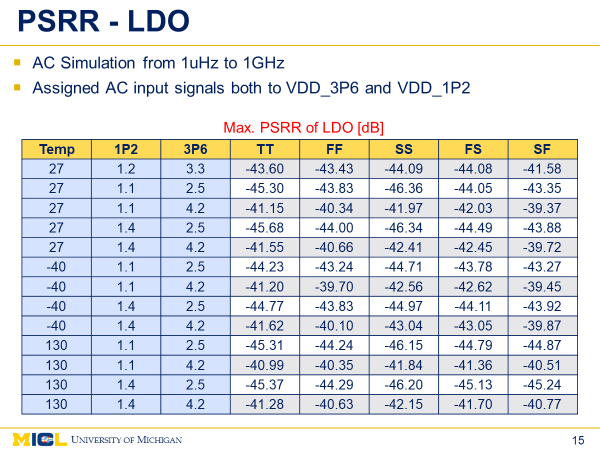 PSRR - LDO
AC Simulation from 1uHz to 1GHz
Assigned AC input signals both to VDD_3P6 and VDD_1P2
Max. PSRR of LDO [dB]
Temp 1P2 3P6 TT FF SS FS SF
27 1.2 3.3 -43.60 -43.43 -44.09 -44.08 -41.58
27 1.1 2.5 -45.30 -43.83 -46.36 -44.05 -43.35
27 1.1 4.2 -41.15 -40.34 -41.97 -42.03 -39.37
27 1.4 2.5 -45.68 -44.00 -46.34 -44.49 -43.88
27 1.4 4.2 -41.55 -40.66 -42.41 -42.45 -39.72
-40 1.1 2.5 -44.23 -43.24 -44.71 -43.78 -43.27
-40 1.1 4.2 -41.20 -39.70 -42.56 -42.62 -39.45
-40 1.4 2.5 -44.77 -43.83 -44.97 -44.11 -43.92
-40 1.4 4.2 -41.62 -40.10 -43.04 -43.05 -39.87
130 1.1 2.5 -45.31 -44.24 -46.15 -44.79 -44.87
130 1.1 4.2 -40.99 -40.35 -41.84 -41.36 -40.51
130 1.4 2.5 -45.37 -44.29 -46.20 -45.13 -45.24
130 1.4 4.2 -41.28 -40.63 -42.15 -41.70 -40.77
MICL UNIVERSITY OF MICHIGAN 15